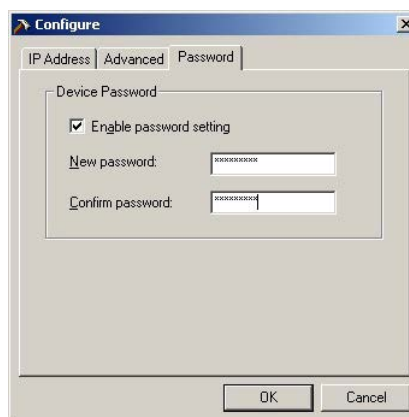 Configure
IP Address Advanced Password
Device Password
Enable password setting
New password: *********
Confirm password: *********
OK Cancel